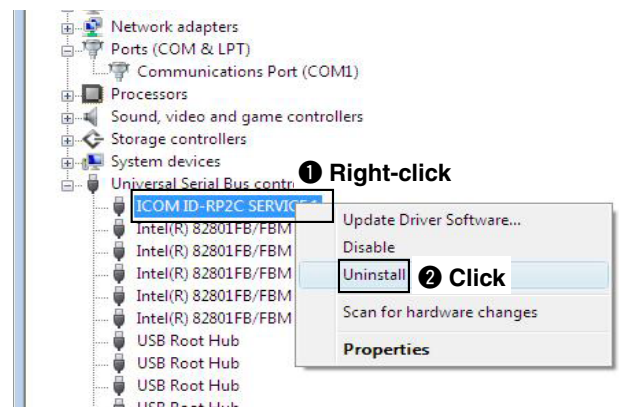 Network adapters
Ports (COM & LPT)
Communications Port (COM1)
Processors
Sound, video and game controllers
Storage controllers
System devices
❶ Right-click
Universal Serial Bus contr
ICOM ID-RP2C SERVICE
Update Driver Software...
Intel(R) 82801FB/FBM
Disable
Intel(R) 82801FB/FBM
Uninstall ❷ Click
Intel(R) 82801FB/FBM
Intel(R) 82801FB/FBM
Scan for hardware changes
Intel(R) 82801FB/FBM
USB Root Hub
Properties
USB Root Hub
USB Root Hub
USB Root Hub